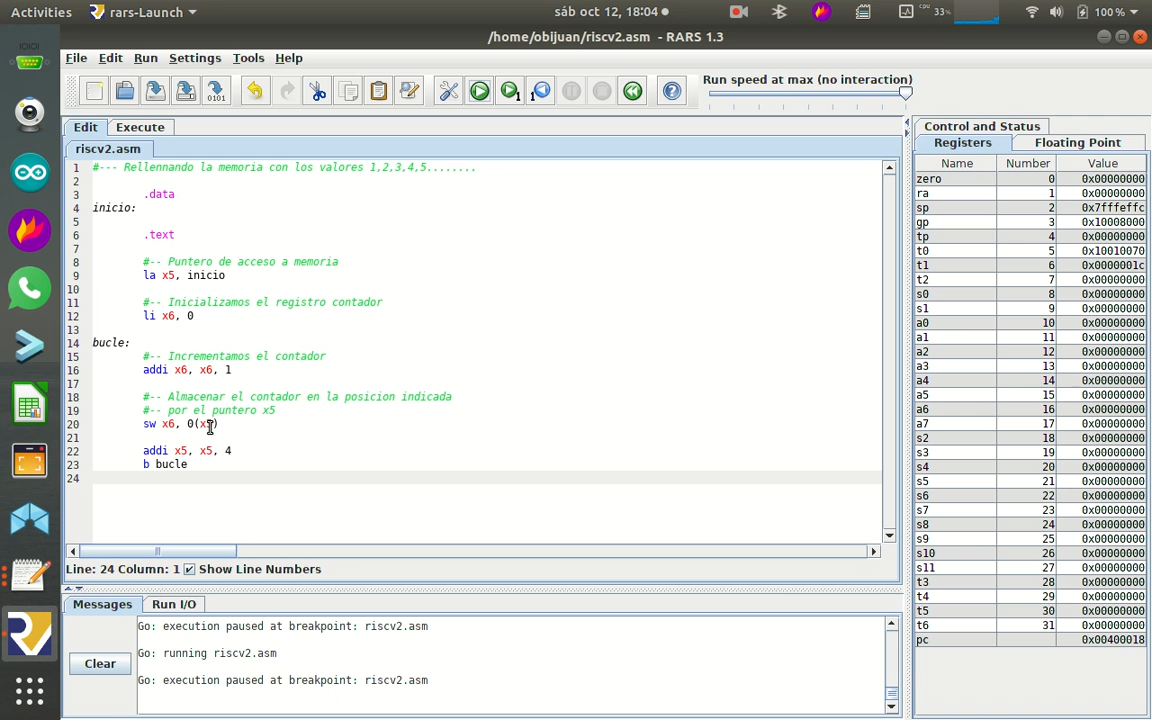 Activities rars-Launch sáb oct 12, 18:04 cpu 33% 100 %
/home/obijuan/riscv2.asm - RARS 1.3
File Edit Run Settings Tools Help
Run speed at max (no interaction)
Edit Execute
riscv2.asm
1 #--- Rellennando la memoria con los valores 1,2,3,4,5........
2
3 .data
4 inicio:
5
6 .text
7
8 #-- Puntero de acceso a memoria
9 la x5, inicio
10
11 #-- Inicializamos el registro contador
12 li x6, 0
13
14 bucle:
15 #-- Incrementamos el contador
16 addi x6, x6, 1
17
18 #-- Almacenar el contador en la posicion indicada
19 #-- por el puntero x5
20 sw x6, 0(x5)
21
22 addi x5, x5, 4
23 b bucle
24
Line: 24 Column: 1 Show Line Numbers
Messages Run I/O
Clear
Go: execution paused at breakpoint: riscv2.asm
Go: running riscv2.asm
Go: execution paused at breakpoint: riscv2.asm
Control and Status
Registers Floating Point
Name Number Value
zero 0 0x00000000
ra 1 0x00000000
sp 2 0x7fffeffc
gp 3 0x10008000
tp 4 0x00000000
t0 5 0x10010070
t1 6 0x0000001c
t2 7 0x00000000
s0 8 0x00000000
s1 9 0x00000000
a0 10 0x00000000
a1 11 0x00000000
a2 12 0x00000000
a3 13 0x00000000
a4 14 0x00000000
a5 15 0x00000000
a6 16 0x00000000
a7 17 0x00000000
s2 18 0x00000000
s3 19 0x00000000
s4 20 0x00000000
s5 21 0x00000000
s6 22 0x00000000
s7 23 0x00000000
s8 24 0x00000000
s9 25 0x00000000
s10 26 0x00000000
s11 27 0x00000000
t3 28 0x00000000
t4 29 0x00000000
t5 30 0x00000000
t6 31 0x00000000
pc 0x00400018